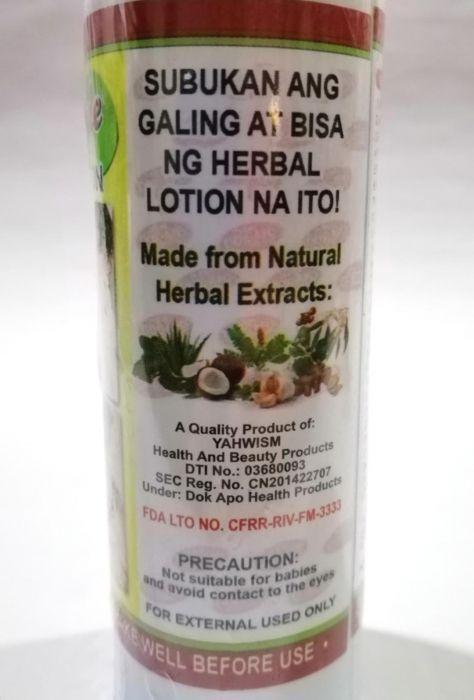 SUBUKAN ANG
GALING AT BISA
NG HERBAL
LOTION NA ITO!
Made from Natural
Herbal Extracts:
A Quality Product of:
YAHWISM
Health And Beauty Products
DTI No.: 03680093
SEC Reg. No. CN201422707
Under: Dok Apo Health Products
FDA LTO NO. CFRR-RIV-FM-3333
PRECAUTION:
Not suitable for babies
and avoid contact to the eyes
FOR EXTERNAL USED ONLY
WELL BEFORE USE •